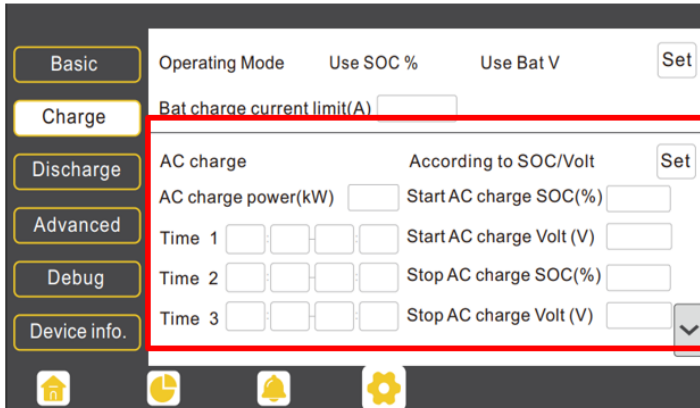 Basic
Operating Mode Use SOC % Use Bat V Set
Charge
Bat charge current limit(A)
Discharge
AC charge According to SOC/Volt Set
AC charge power(kW) Start AC charge SOC(%)
Advanced
Time 1 : - : Start AC charge Volt (V)
Debug
Time 2 : - : Stop AC charge SOC(%)
Device info.
Time 3 : - : Stop AC charge Volt (V)